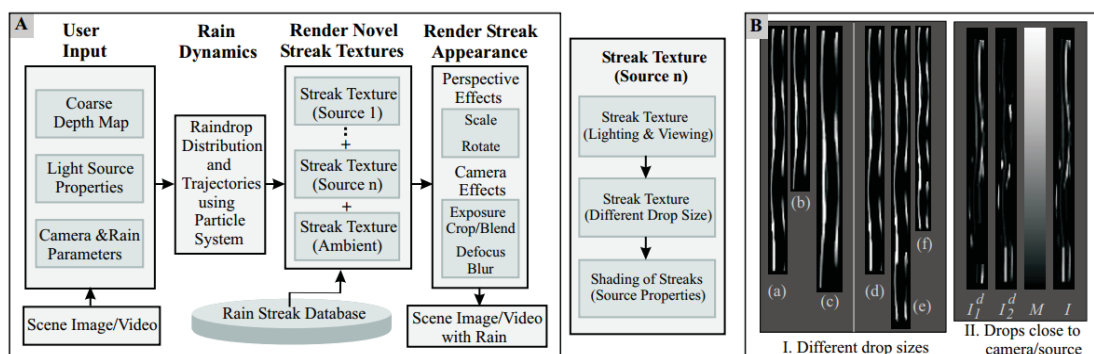 A
User
Input
Coarse
Depth Map
Light Source
Properties
Camera &Rain
Parameters
Scene Image/Video
Rain
Dynamics
Raindrop
Distribution
and
Trajectories
using
Particle
System
Render Novel
Streak Textures
Streak Texture
(Source 1)
⋮
+
Streak Texture
(Source n)
+
Streak Texture
(Ambient)
Rain Streak Database
Render Streak
Appearance
Perspective
Effects
Scale
Rotate
Camera
Effects
Exposure
Crop/Blend
Defocus
Blur
Scene Image/Video
with Rain
Streak Texture
(Source n)
Streak Texture
(Lighting & Viewing)
Streak Texture
(Different Drop Size)
Shading of Streaks
(Source Properties)
B
(a)
(b)
(c)
(d)
(e)
(f)
I. Different drop sizes
I₁ᵈ I₂ᵈ M I
II. Drops close to
camera/source